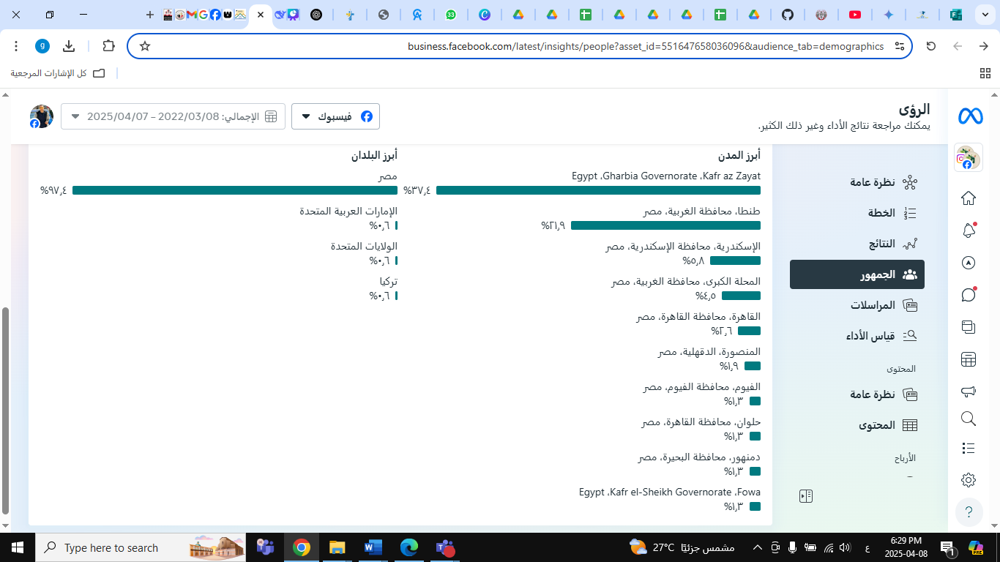 business.facebook.com/latest/insights/people?asset_id=551647658036096&audience_tab=demographics
كل الإشارات المرجعية
الرؤى
يمكنك مراجعة نتائج الأداء وغير ذلك الكثير.
فيسبوك
الإجمالي: 2022/03/08 – 2025/04/07
نظرة عامة
الخطة
النتائج
الجمهور
المراسلات
قياس الأداء
المحتوى
نظرة عامة
المحتوى
الأرباح
أبرز المدن
Egypt ،Gharbia Governorate ،Kafr az Zayat
%٣٧٫٤
طنطا، محافظة الغربية، مصر
%٢١٫٩
الإسكندرية، محافظة الإسكندرية، مصر
%٥٫٨
المحلة الكبرى، محافظة الغربية، مصر
%٤٫٥
القاهرة، محافظة القاهرة، مصر
%٢٫٦
المنصورة، الدقهلية، مصر
%١٫٩
الفيوم، محافظة الفيوم، مصر
%١٫٣
حلوان، محافظة القاهرة، مصر
%١٫٣
دمنهور، محافظة البحيرة، مصر
%١٫٣
Egypt ،Kafr el-Sheikh Governorate ،Fowa
%١٫٣
أبرز البلدان
مصر
%٩٧٫٤
الإمارات العربية المتحدة
%٠٫٦
الولايات المتحدة
%٠٫٦
تركيا
%٠٫٦
Type here to search
27°C مشمس جزئيًا
ع
6:29 PM
2025-04-08
1